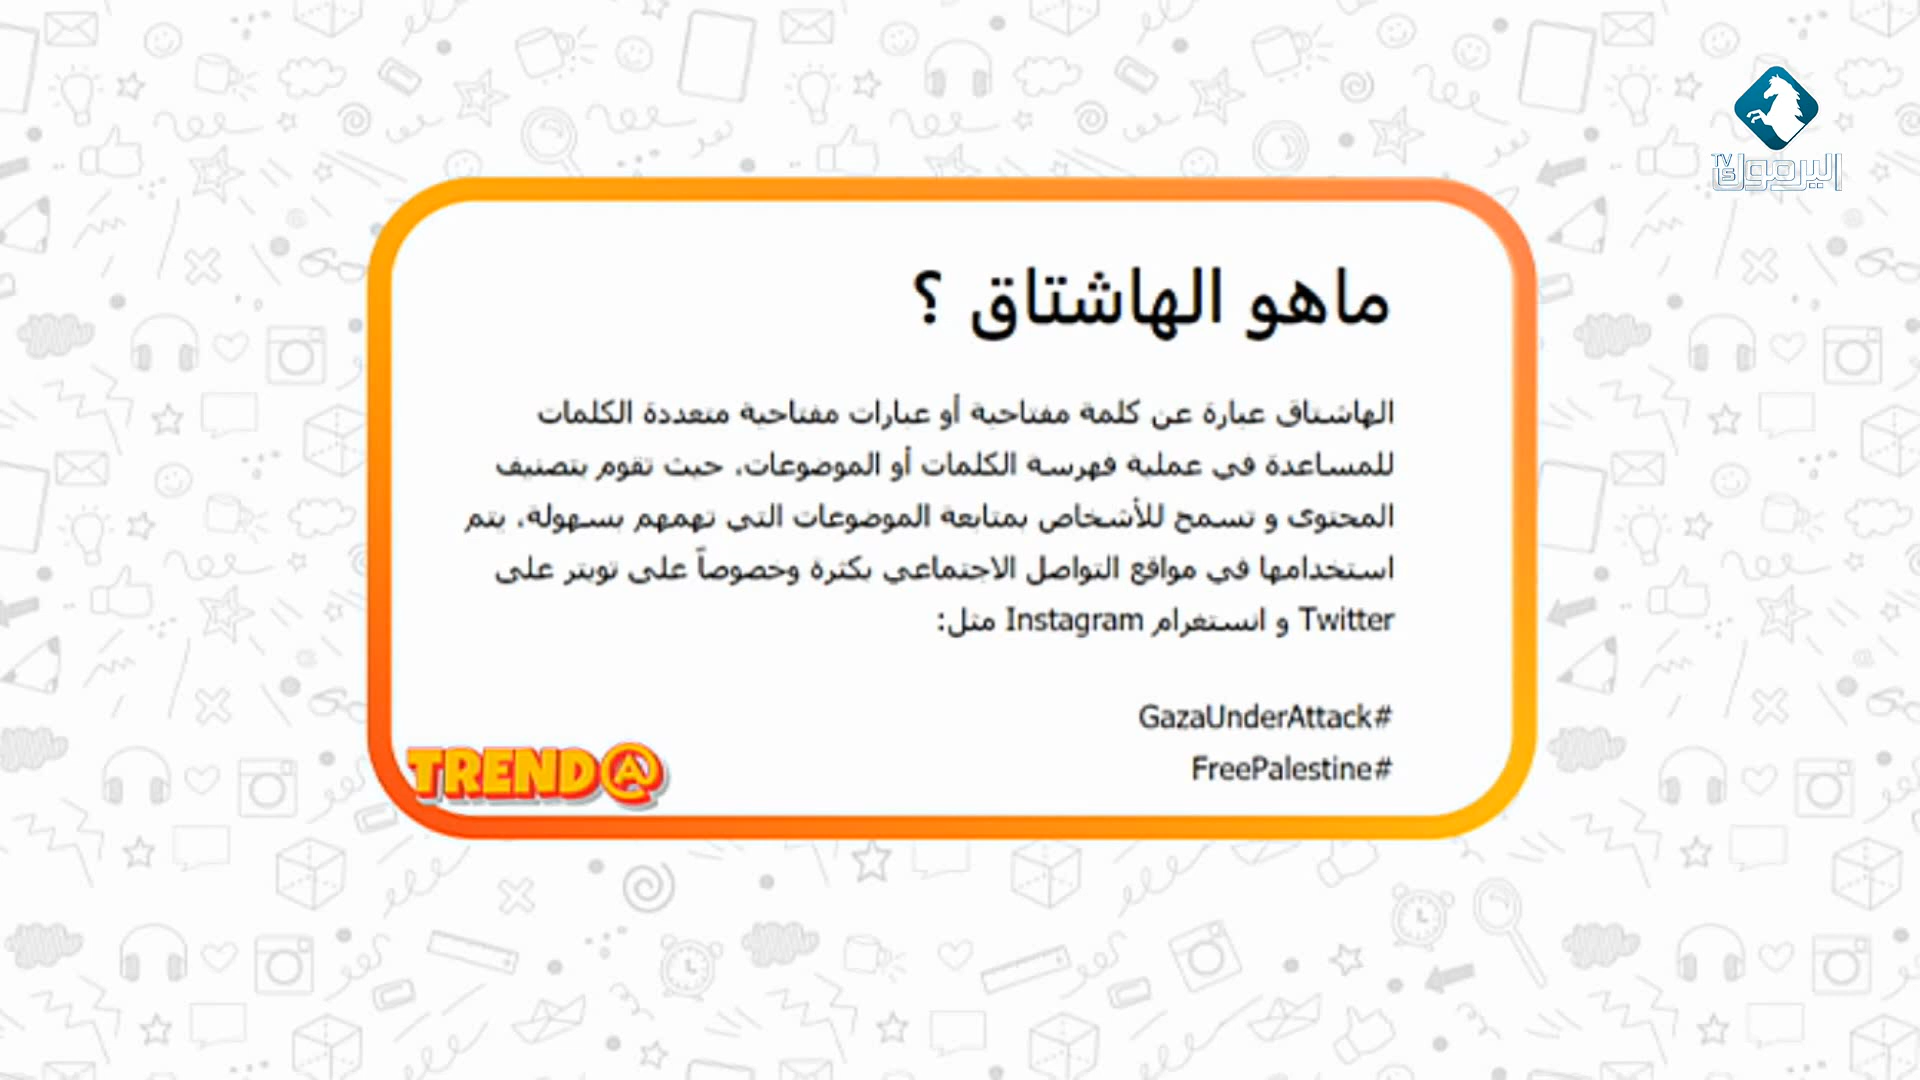 اليرموك
TV
ماهو الهاشتاق ؟
الهاشتاق عبارة عن كلمة مفتاحية أو عبارات مفتاحية متعددة الكلمات
للمساعدة في عملية فهرسة الكلمات أو الموضوعات، حيث تقوم بتصنيف
المحتوى و تسمح للأشخاص بمتابعة الموضوعات التي تهمهم بسهولة، يتم
استخدامها في مواقع التواصل الاجتماعي بكثرة وخصوصاً على تويتر على
Twitter و انستغرام Instagram مثل:
#GazaUnderAttack
#FreePalestine
TREND@